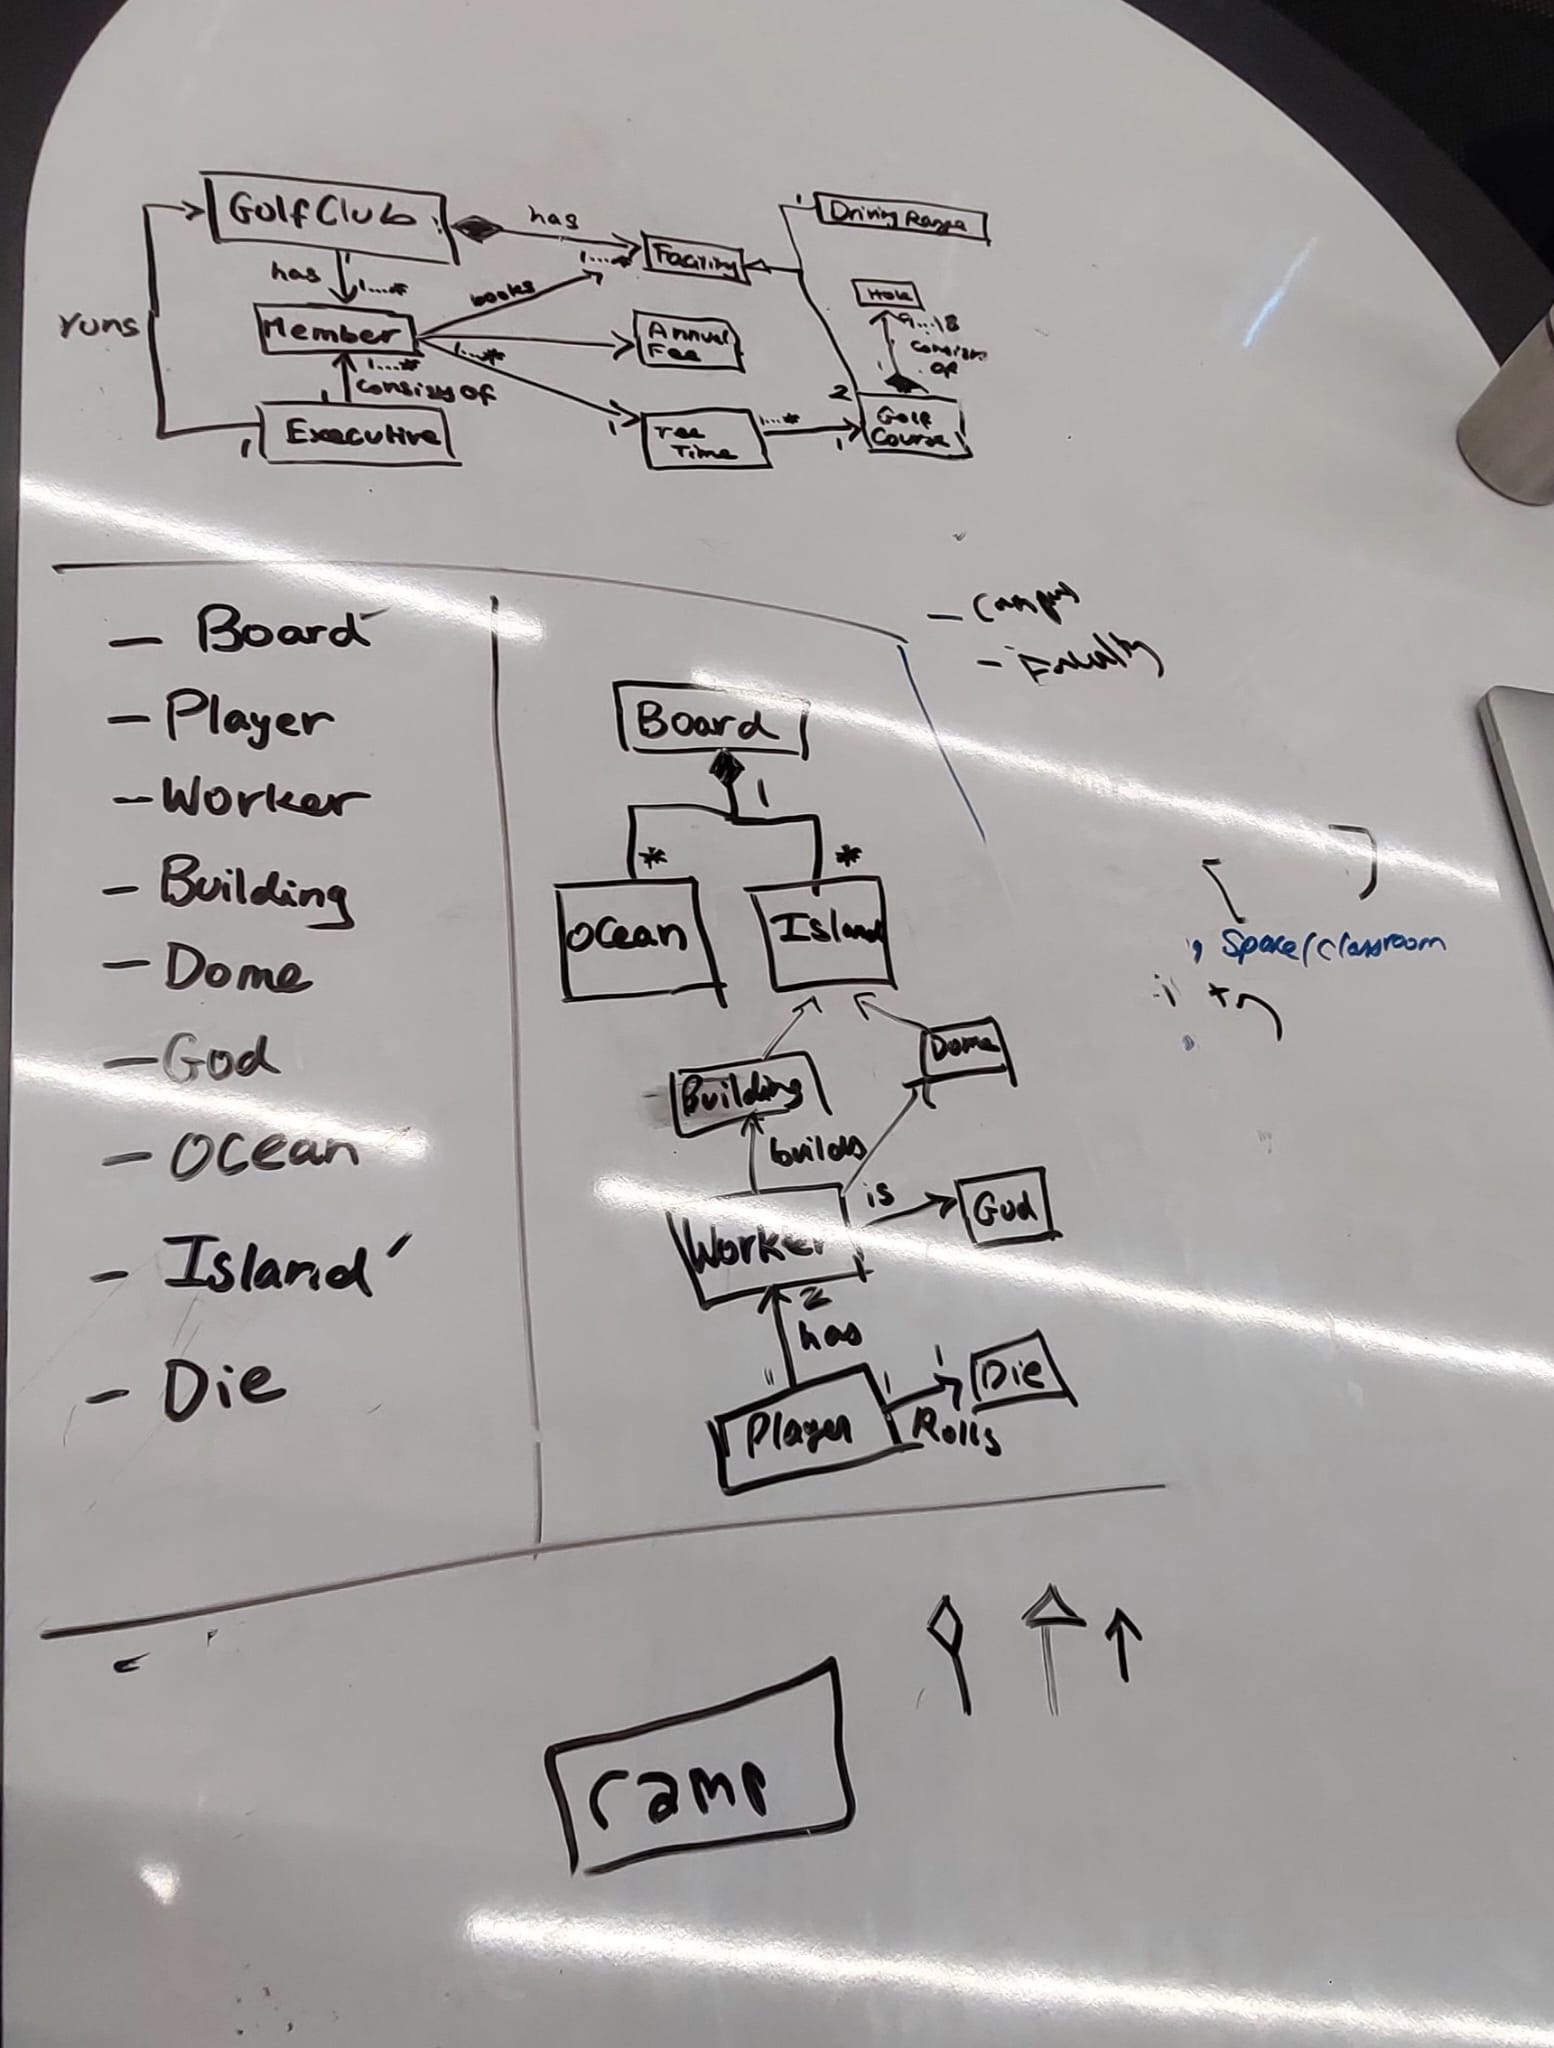 Golf Club
has
1....*
Facility
1
Driving Range
has
1....*
books
runs
Member
1...*
Annual
Fee
Hole
9...18
consists
of
1....*
consists of
1
Executive
1
1
Tee
Time
1...*
1
2
Golf
Course
- Board
- Player
- Worker
- Building
- Dome
- God
- Ocean
- Island
- Die
- Campus
- Faculty
Board
1
*
*
Ocean
Island
Building
Dome
builds
Worker
is
God
2
has
Player
1
1
Rolls
Die
Space/Classroom
ramp